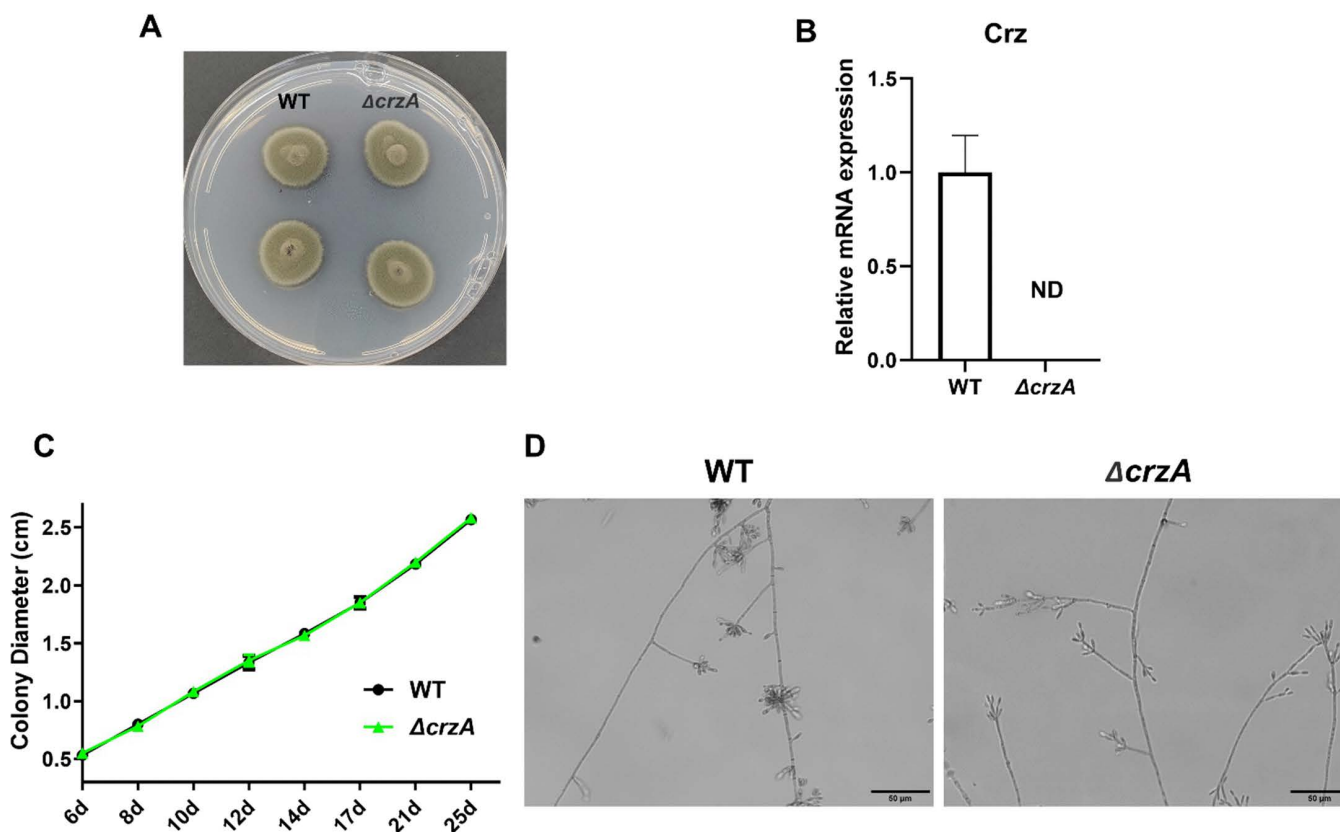 A
WT ΔcrzA
B
Crz
Relative mRNA expression
1.5
1.0
0.5
0.0
ND
WT ΔcrzA
C
Colony Diameter (cm)
2.5
2.0
1.5
1.0
0.5
WT
ΔcrzA
6d 8d 10d 12d 14d 17d 21d 25d
D
WT
ΔcrzA
50 µm
50 µm